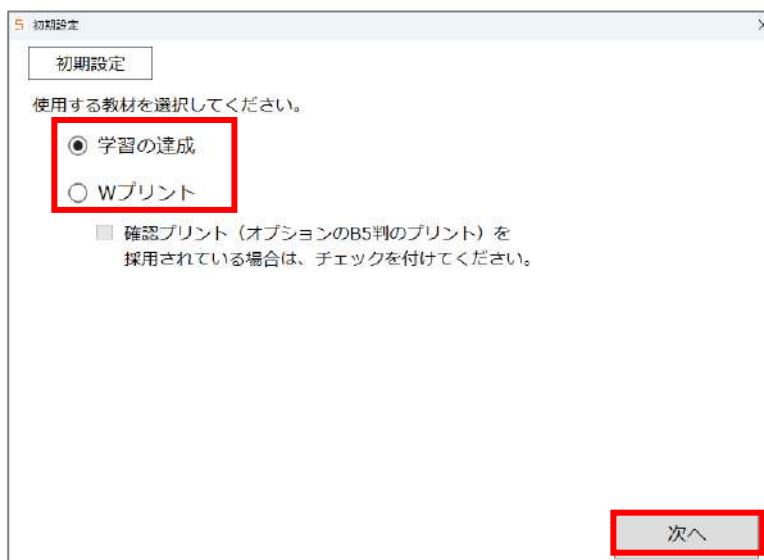 5 初期設定
初期設定
使用する教材を選択してください。
学習の達成
Wプリント
確認プリント（オプションのB5判のプリント）を
採用されている場合は、チェックを付けてください。
次へ